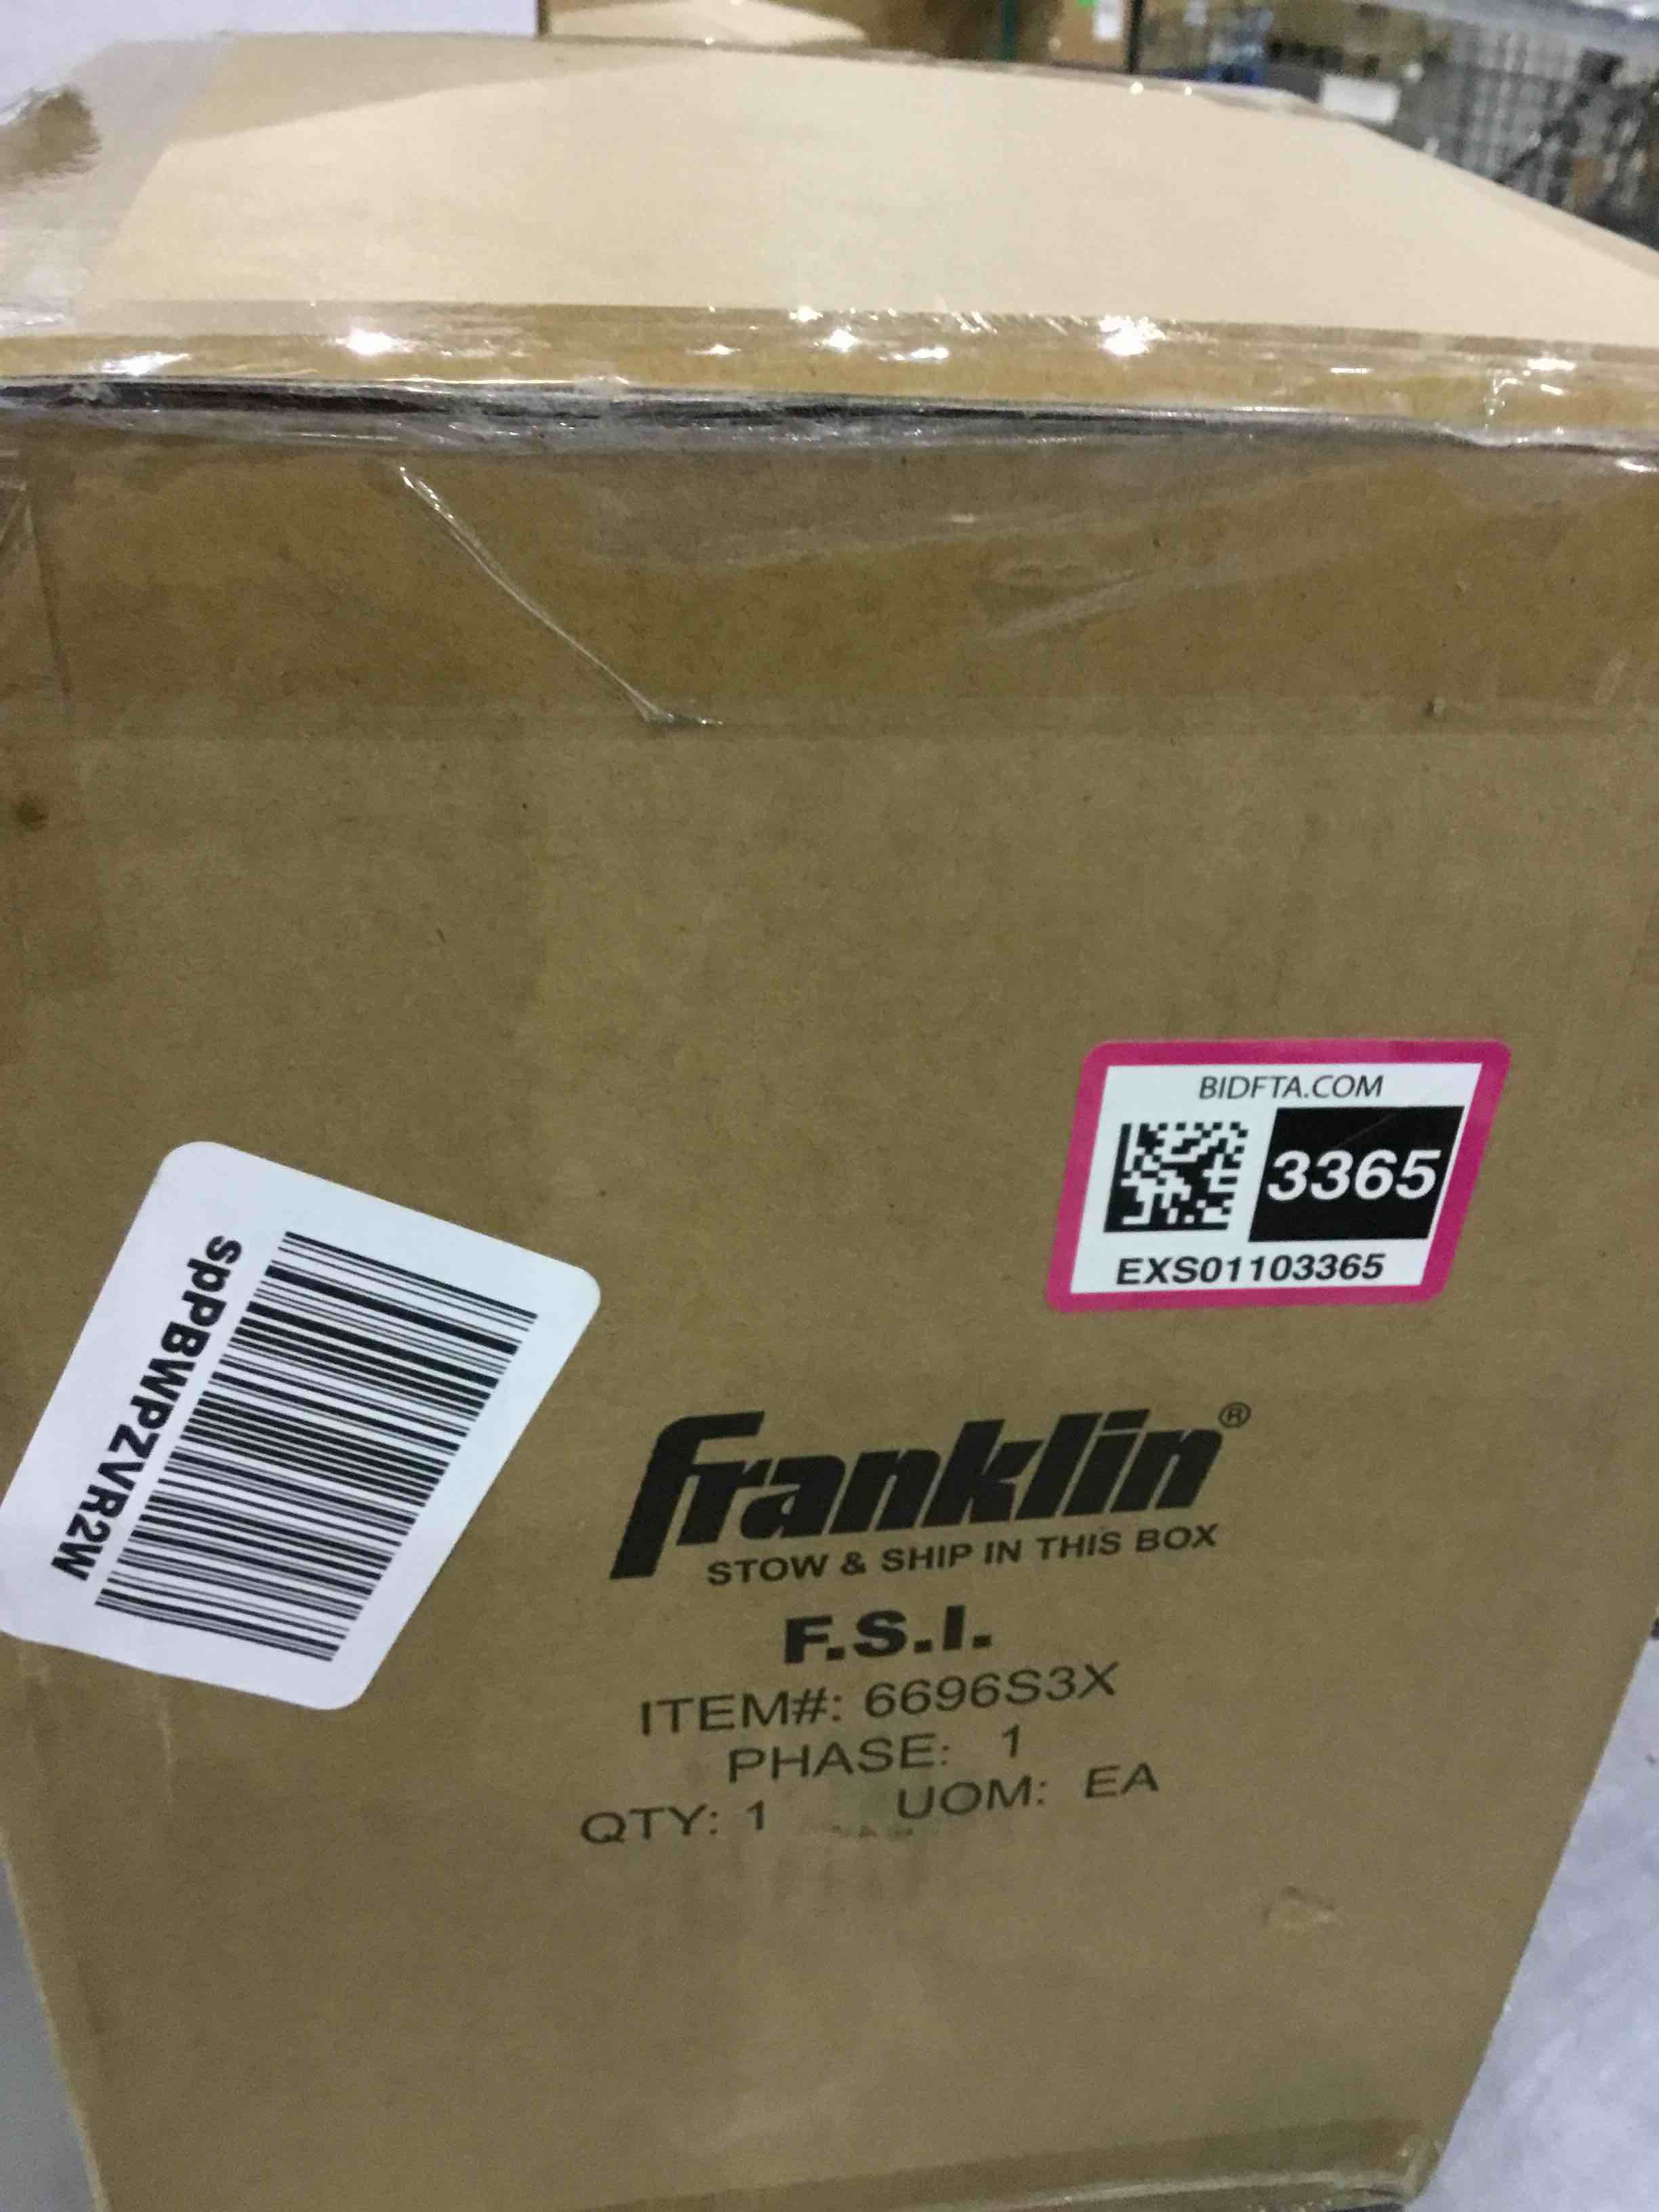 BIDFTA.COM
3365
EXS01103365
spPBWPZVR2W
franklin®
STOW & SHIP IN THIS BOX
F.S.I.
ITEM#: 6696S3X
PHASE: 1
QTY: 1 UOM: EA